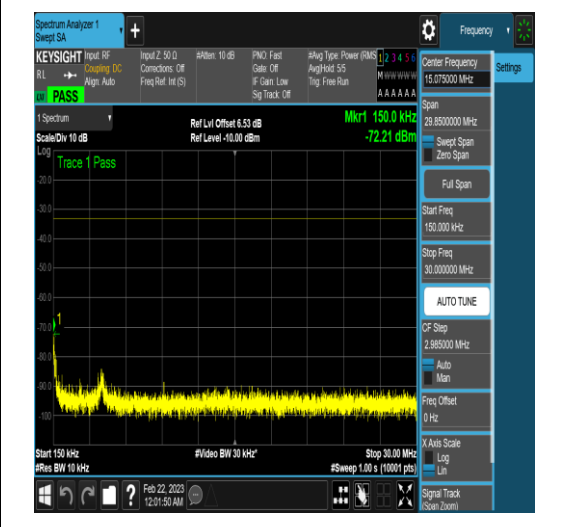 Spectrum Analyzer 1
Swept SA
Frequency
KEYSIGHT
RL
Input: RF
Coupling: DC
Align: Auto
Input Z: 50 Ω
Corrections: Off
Freq Ref: Int (S)
#Atten: 10 dB
PNO: Fast
Gate: Off
IF Gain: Low
Sig Track: Off
#Avg Type: Power (RMS
Avg|Hold: 5/5
Trig: Free Run
1 2 3 4 5 6
M w w w w w
A A A A A A
PASS
1 Spectrum
Scale/Div 10 dB
Ref Lvl Offset 6.53 dB
Ref Level -10.00 dBm
Mkr1 150.0 kHz
-72.21 dBm
Log
Trace 1 Pass
-20.0
-30.0
-40.0
-50.0
-60.0
-70.0
-80.0
-90.0
-100
1
Start 150 kHz
#Res BW 10 kHz
#Video BW 30 kHz*
Stop 30.00 MHz
#Sweep 1.00 s (10001 pts)
Feb 22, 2023
12:01:50 AM
Center Frequency
15.075000 MHz
Settings
Span
29.8500000 MHz
Swept Span
Zero Span
Full Span
Start Freq
150.000 kHz
Stop Freq
30.000000 MHz
AUTO TUNE
CF Step
2.985000 MHz
Auto
Man
Freq Offset
0 Hz
X Axis Scale
Log
Lin
Signal Track
(Span Zoom)